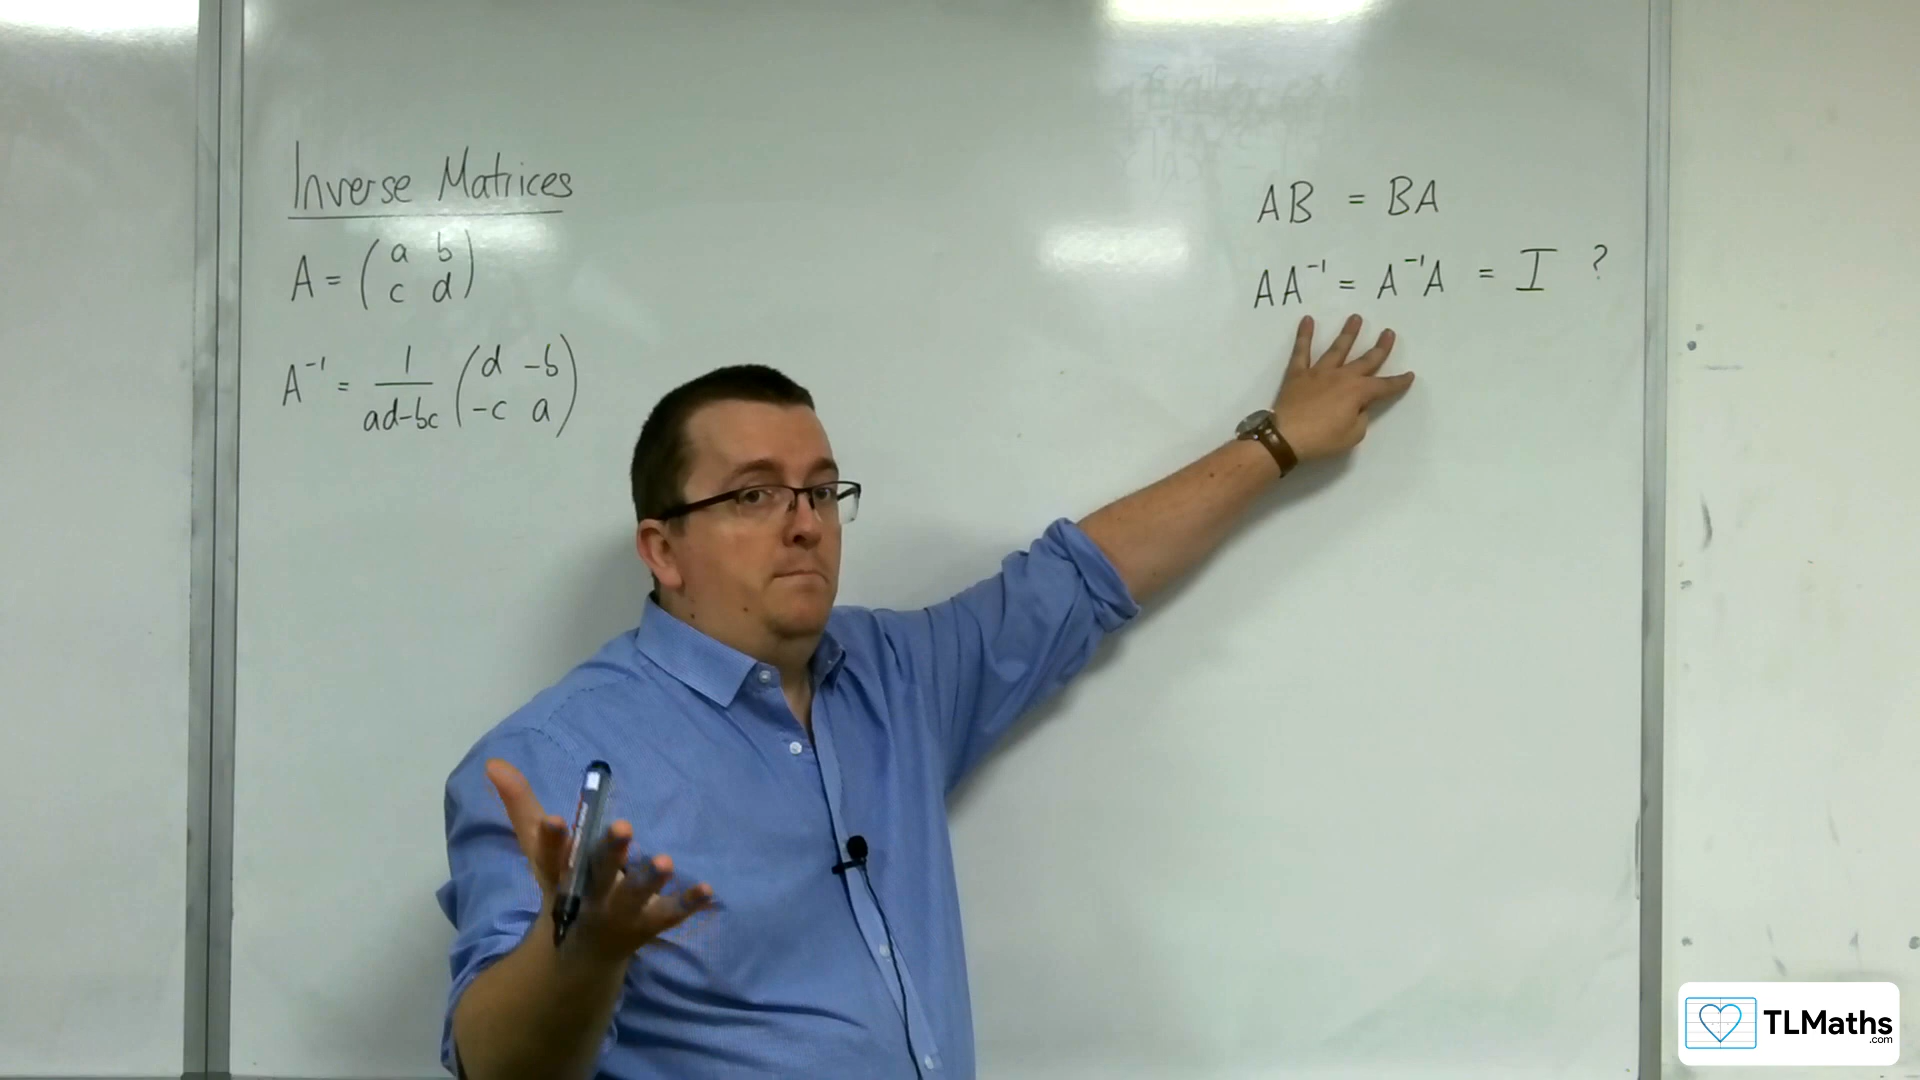 Inverse Matrices
A = (a b
c d)
A⁻¹ = 1/(ad-bc) (d -b
-c a)
AB = BA
AA⁻¹ = A⁻¹A = I ?
TLMaths
.com